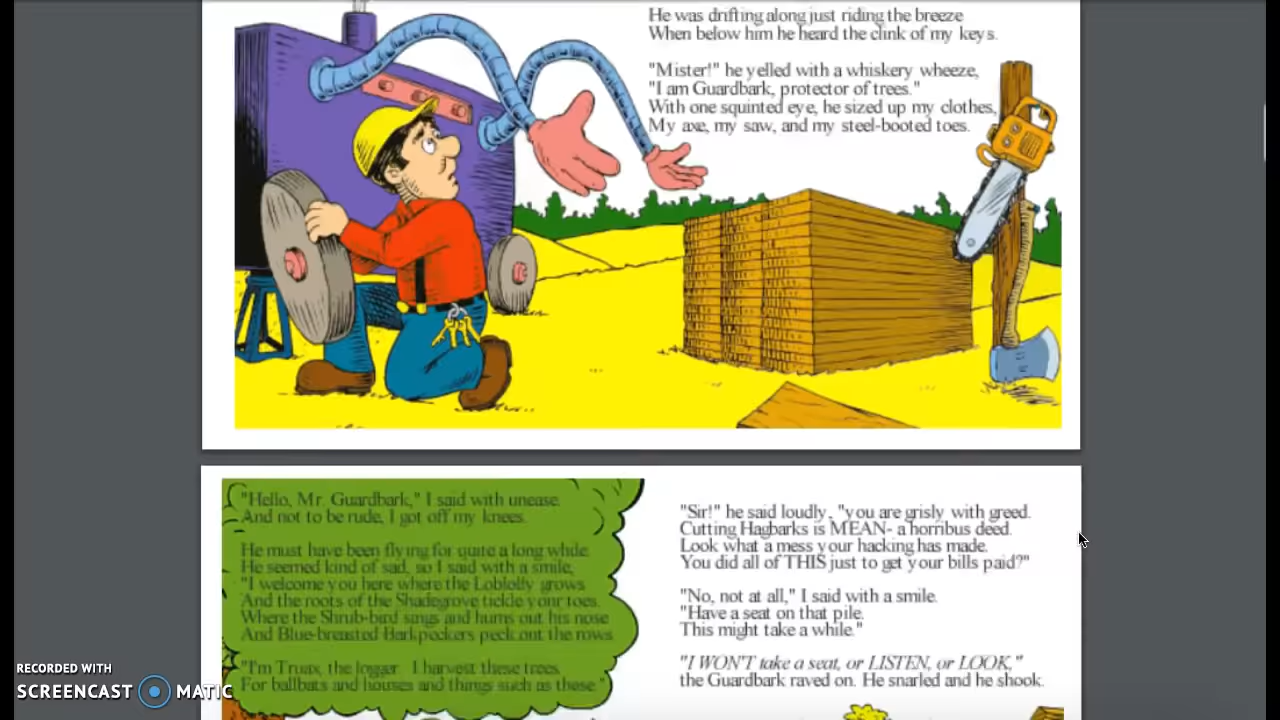 He was drifting along just riding the breeze
When below him he heard the clink of my keys.
"Mister!" he yelled with a whiskery wheeze,
"I am Guardbark, protector of trees."
With one squinted eye, he sized up my clothes,
My axe, my saw, and my steel-booted toes.
"Hello, Mr. Guardbark," I said with unease.
And not to be rude, I got off my knees.
He must have been flying for quite a long while.
He seemed kind of sad, so I said with a smile,
"I welcome you here where the Loblolly grows
And the roots of the Shadegrove tickle your toes.
Where the Shrub-bird sings and hums out his nose
And Blue-breasted Barkpeckers peck out the rows.
"I'm Truax, the logger. I harvest these trees
For ballbats and houses and things such as these."
"Sir!" he said loudly, "you are grisly with greed.
Cutting Hagbarks is MEAN- a horribus deed.
Look what a mess your hacking has made.
You did all of THIS just to get your bills paid?"
"No, not at all," I said with a smile.
"Have a seat on that pile.
This might take a while."
"I WON'T take a seat, or LISTEN, or LOOK,"
the Guardbark raved on. He snarled and he shook.
RECORDED WITH
SCREENCAST MATIC